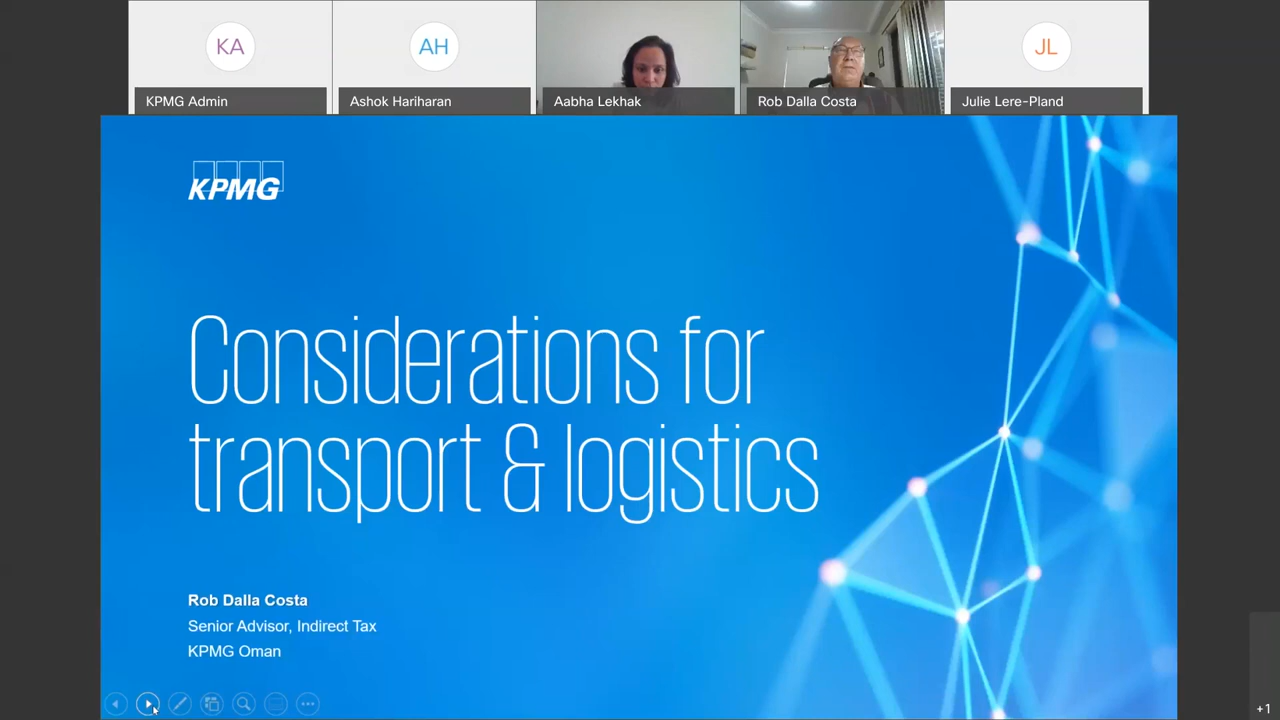 KA
AH
JL
KPMG Admin
Ashok Hariharan
Aabha Lekhak
Rob Dalla Costa
Julie Lere-Pland
KPMG
Considerations for
transport & logistics
Rob Dalla Costa
Senior Advisor, Indirect Tax
KPMG Oman
+1